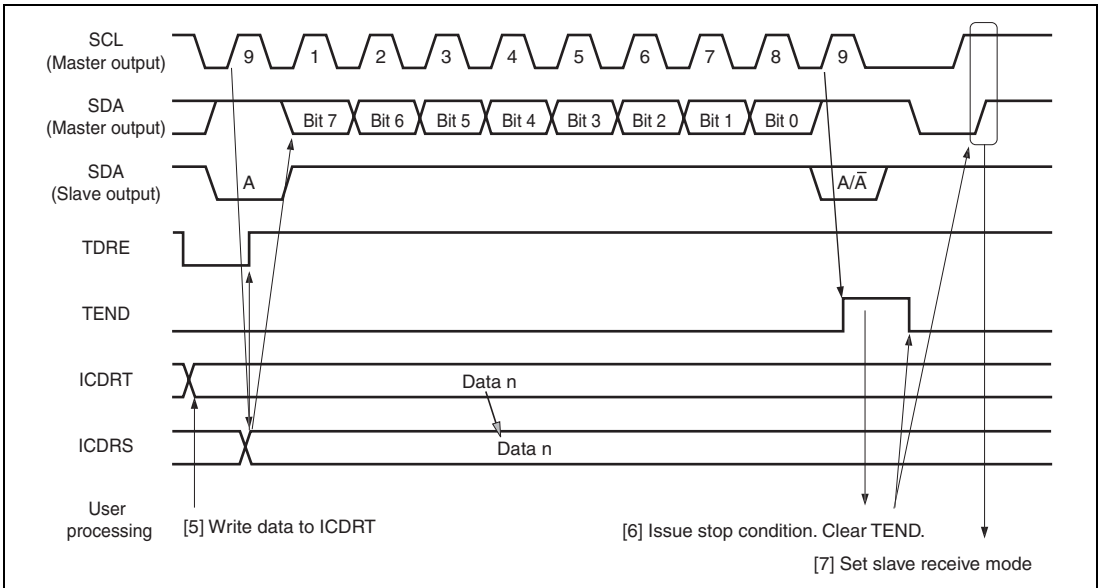 SCL
(Master output)
9 1 2 3 4 5 6 7 8 9
SDA
(Master output)
Bit 7 Bit 6 Bit 5 Bit 4 Bit 3 Bit 2 Bit 1 Bit 0
SDA
(Slave output)
A A/A̅
TDRE
TEND
ICDRT
Data n
ICDRS
Data n
User
processing
[5] Write data to ICDRT
[6] Issue stop condition. Clear TEND.
[7] Set slave receive mode